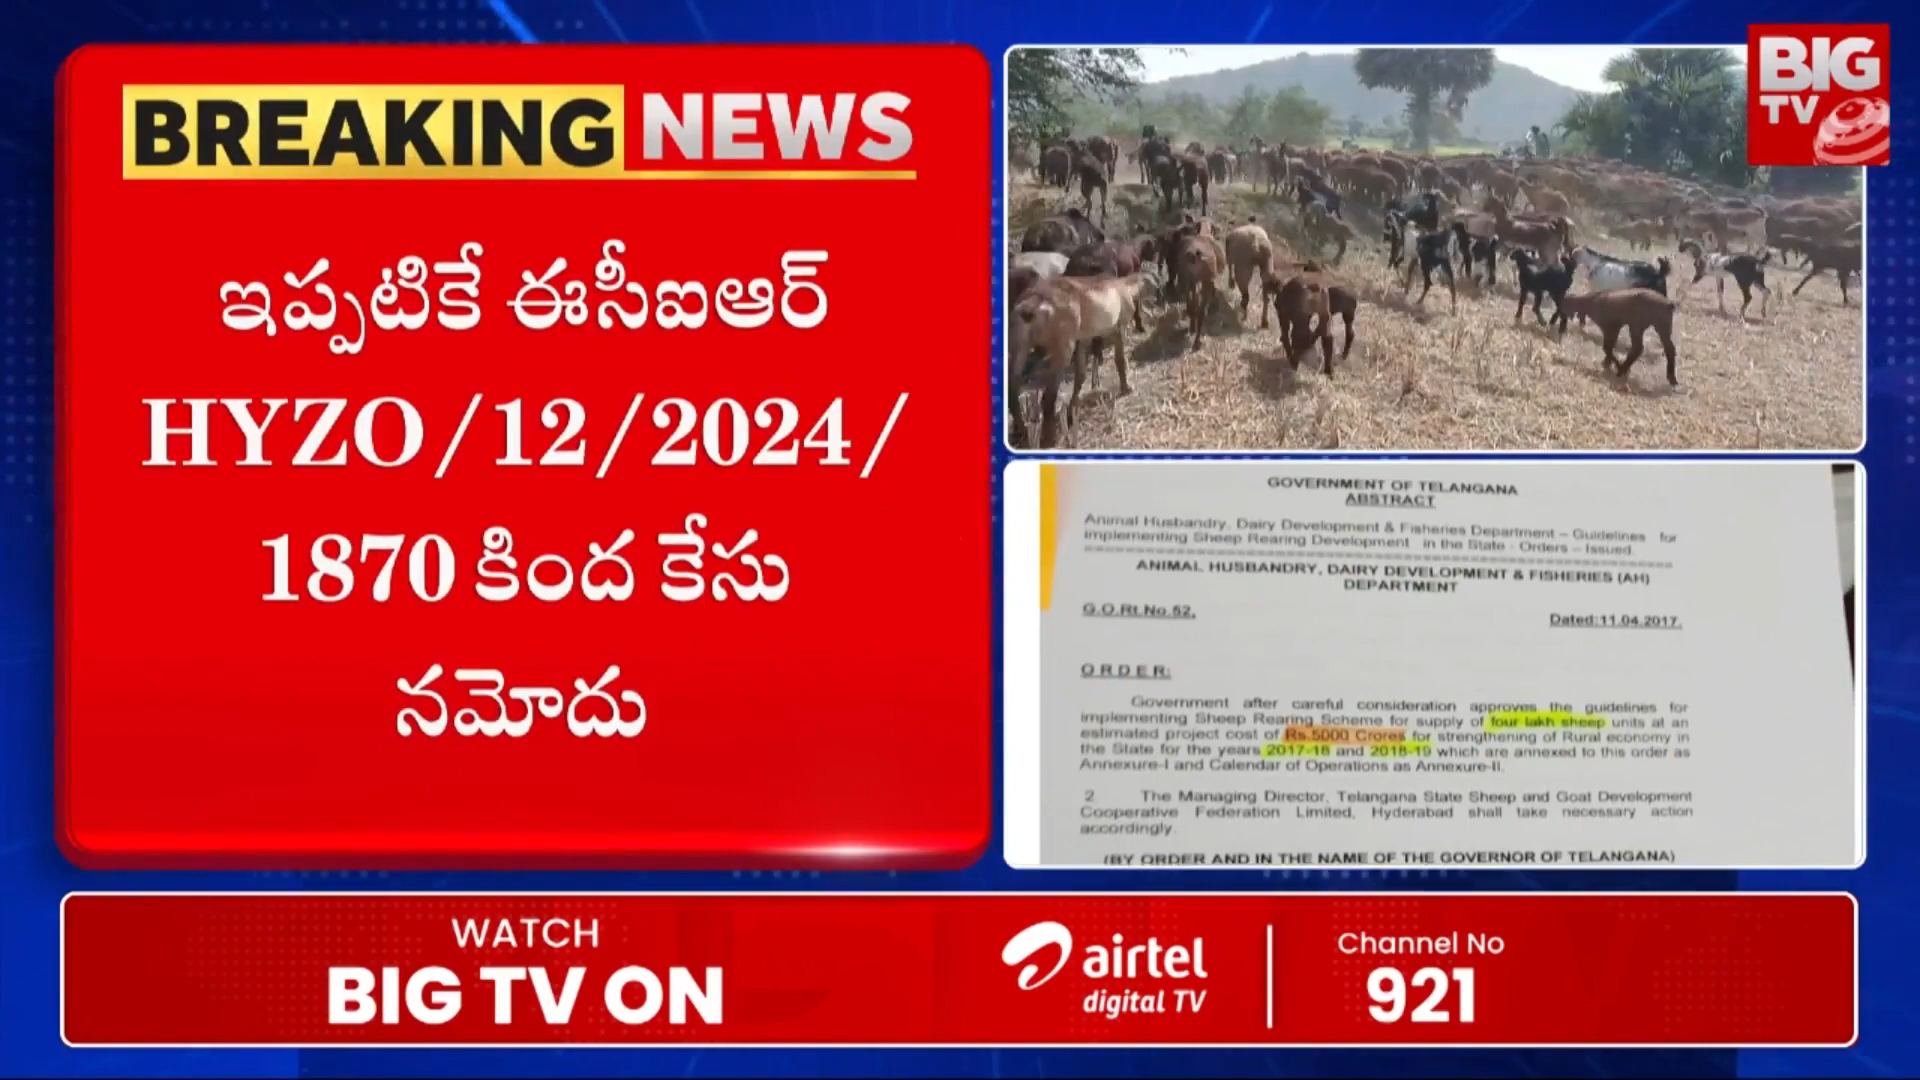 BREAKING NEWS
ఇప్పటికే ఈసీఐఆర్
HYZO/12/2024/
1870 కింద కేసు
నమోదు
BIG
TV
GOVERNMENT OF TELANGANA
ABSTRACT
Animal Husbandry, Dairy Development & Fisheries Department – Guidelines for
implementing Sheep Rearing Development in the State - Orders – Issued.
ANIMAL HUSBANDRY, DAIRY DEVELOPMENT & FISHERIES (AH)
DEPARTMENT
G.O.Rt.No.52,
Dated:11.04.2017.
O R D E R:
Government after careful consideration approves the guidelines for
implementing Sheep Rearing Scheme for supply of four lakh sheep units at an
estimated project cost of Rs.5000 Crores for strengthening of Rural economy in
the State for the years 2017-18 and 2018-19 which are annexed to this order as
Annexure-I and Calendar of Operations as Annexure-II.
2. The Managing Director, Telangana State Sheep and Goat Development
Cooperative Federation Limited, Hyderabad shall take necessary action
accordingly.
(BY ORDER AND IN THE NAME OF THE GOVERNOR OF TELANGANA)
WATCH
BIG TV ON
airtel
digital TV
Channel No
921